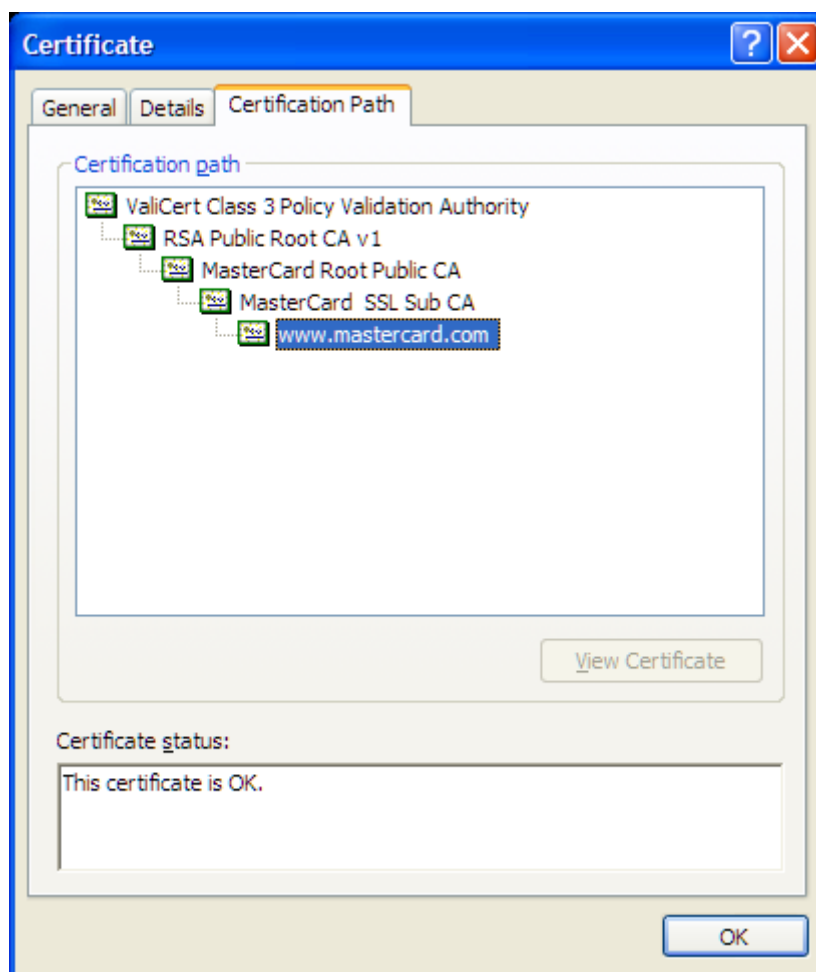 Certificate
General Details Certification Path
Certification path
ValiCert Class 3 Policy Validation Authority
RSA Public Root CA v1
MasterCard Root Public CA
MasterCard  SSL Sub CA
www.mastercard.com
View Certificate
Certificate status:
This certificate is OK.
OK